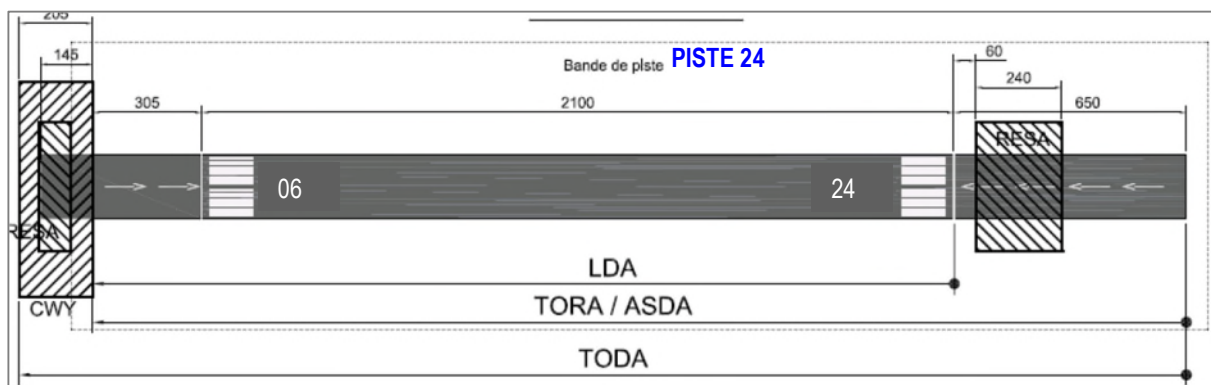 205
145
Bande de piste PISTE 24
60
240
305
2100
650
RESA
06
24
RESA
LDA
CWY
TORA / ASDA
TODA